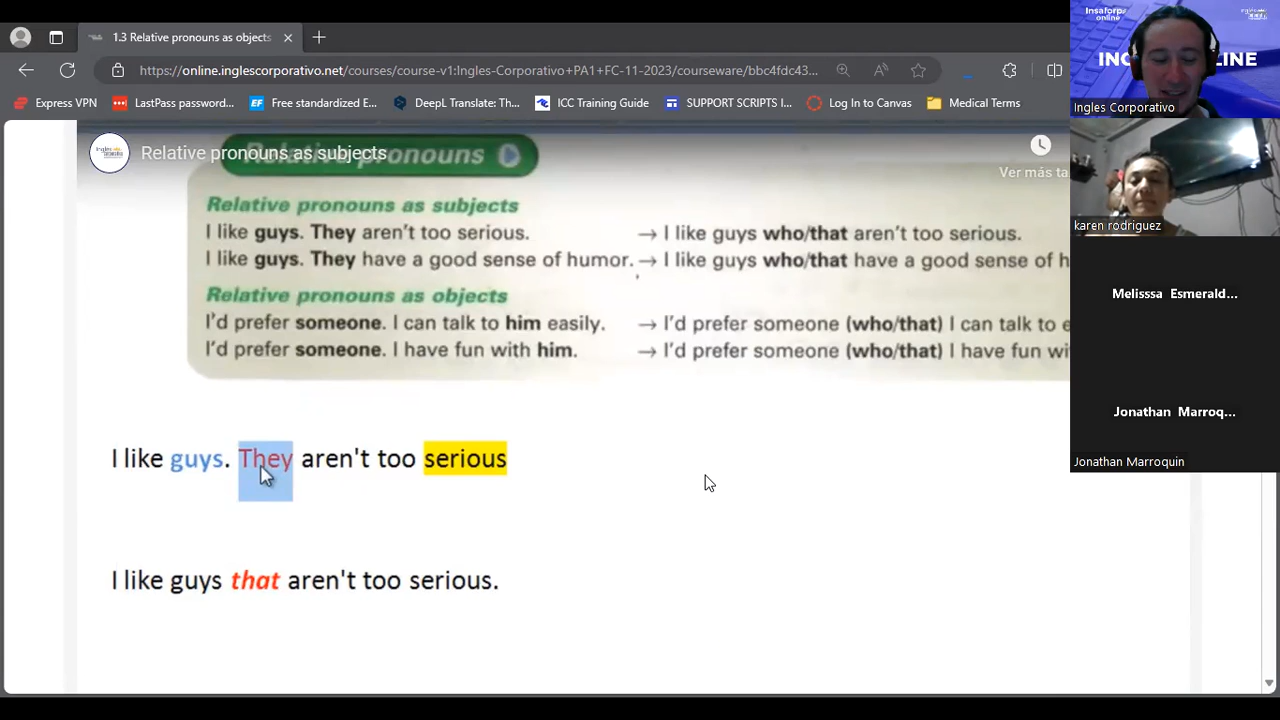 1.3 Relative pronouns as objects
https://online.inglescorporativo.net/courses/course-v1:Ingles-Corporativo+PA1+FC-11-2023/courseware/bbc4fdc43...
Express VPN
LastPass password...
Free standardized E...
DeepL Translate: Th...
ICC Training Guide
SUPPORT SCRIPTS I...
Log In to Canvas
Medical Terms
Insaforp online
Ingles Corporativo
karen rodriguez
Melisssa Esmerald...
Jonathan Marroq...
Jonathan Marroquin
Relative pronouns as subjects
Ver más ta
Relative pronouns as subjects
I like guys. They aren't too serious. → I like guys who/that aren't too serious.
I like guys. They have a good sense of humor. → I like guys who/that have a good sense of h
Relative pronouns as objects
I'd prefer someone. I can talk to him easily. → I'd prefer someone (who/that) I can talk to e
I'd prefer someone. I have fun with him. → I'd prefer someone (who/that) I have fun wi
I like guys. They aren't too serious
I like guys that aren't too serious.